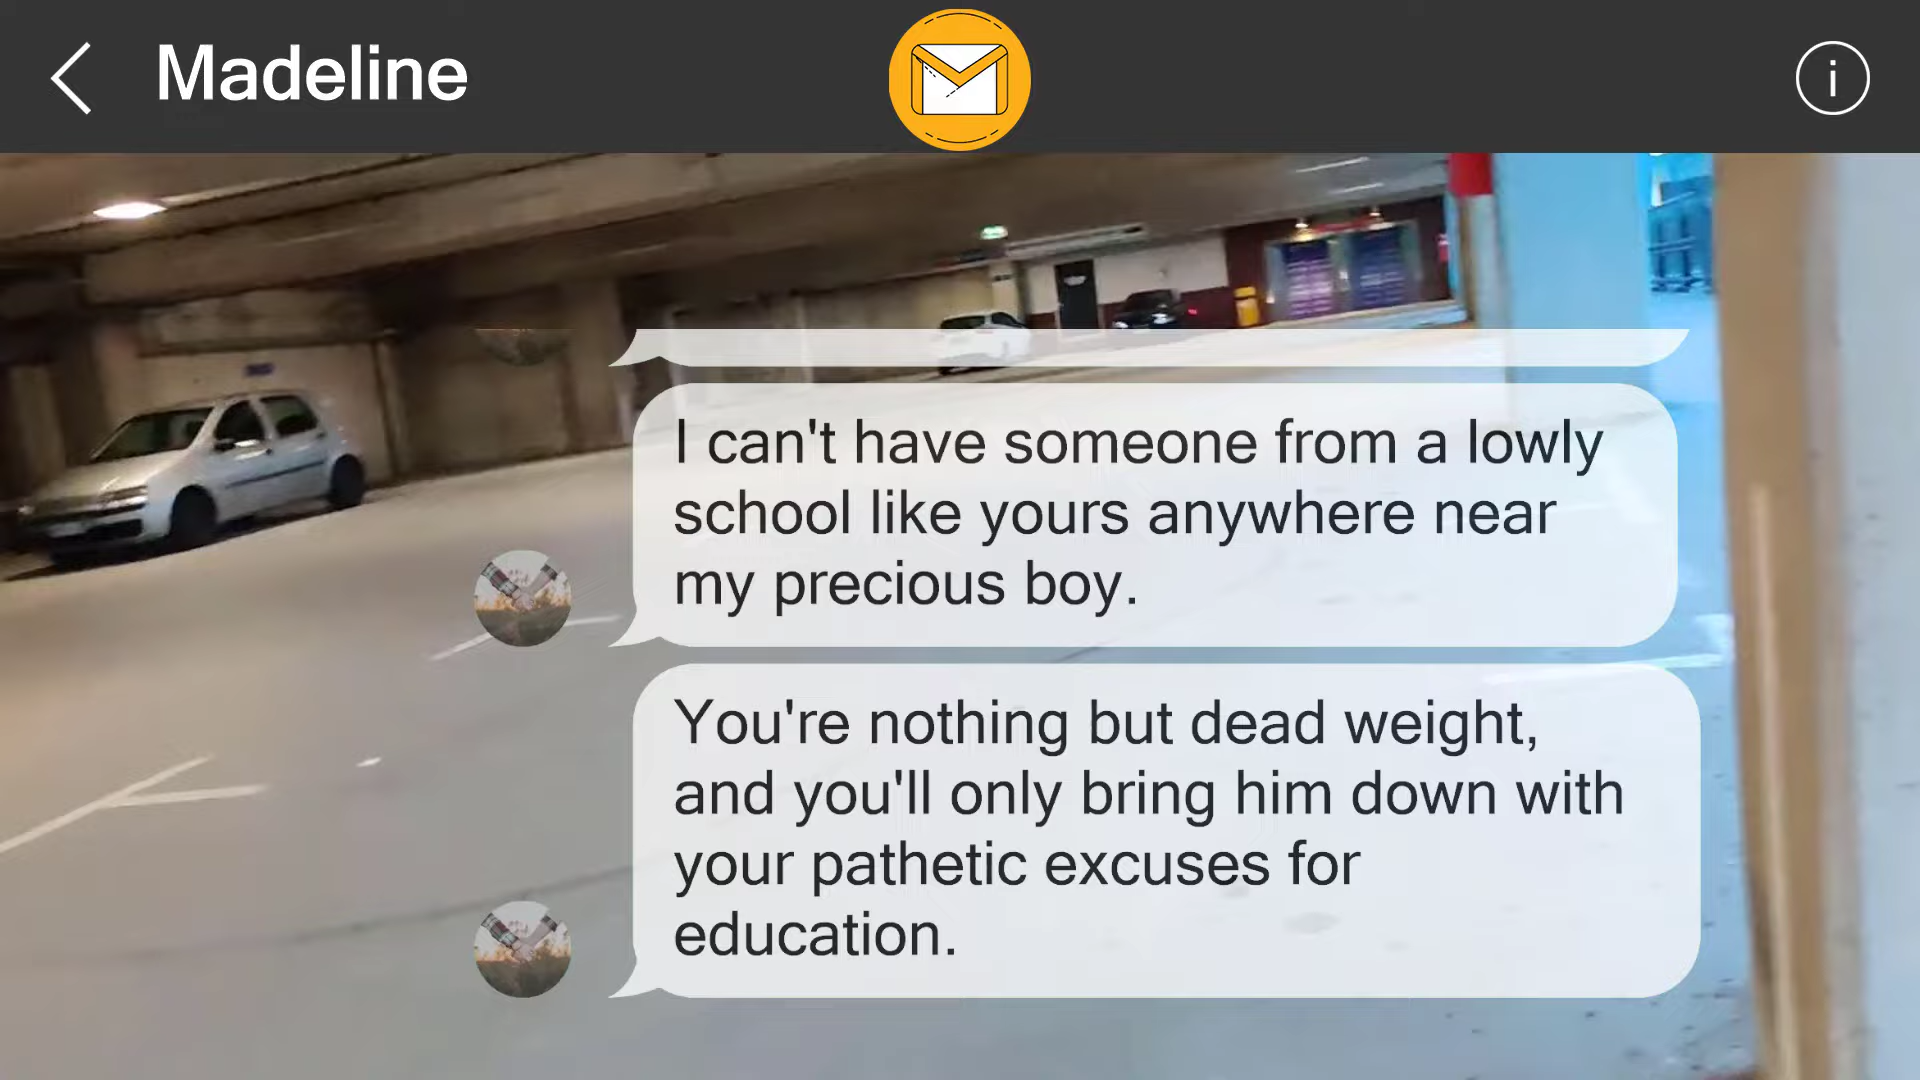 Madeline
I can't have someone from a lowly
school like yours anywhere near
my precious boy.
You're nothing but dead weight,
and you'll only bring him down with
your pathetic excuses for
education.